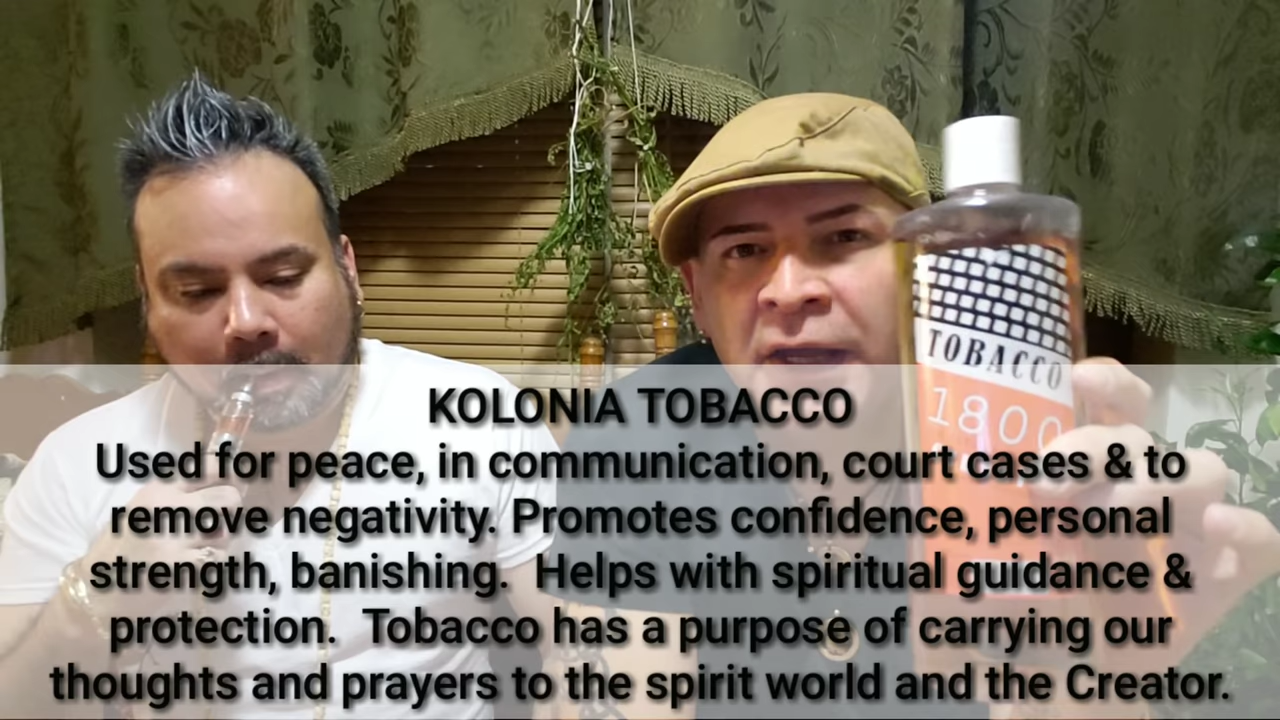 TOBACCO
1800
KOLONIA TOBACCO
Used for peace, in communication, court cases & to
remove negativity. Promotes confidence, personal
strength, banishing. Helps with spiritual guidance &
protection. Tobacco has a purpose of carrying our
thoughts and prayers to the spirit world and the Creator.